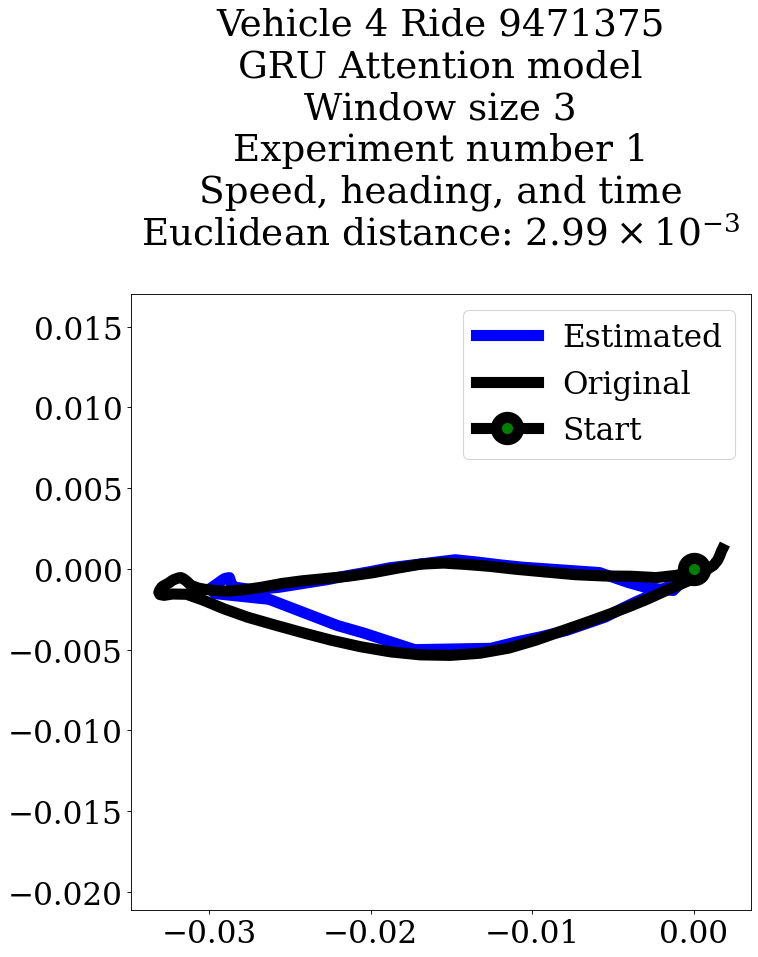 Vehicle 4 Ride 9471375
GRU Attention model
Window size 3
Experiment number 1
Speed, heading, and time
Euclidean distance: 2.99 × 10⁻³
Estimated
Original
Start
0.015
0.010
0.005
0.000
−0.005
−0.010
−0.015
−0.020
−0.03
−0.02
−0.01
0.00